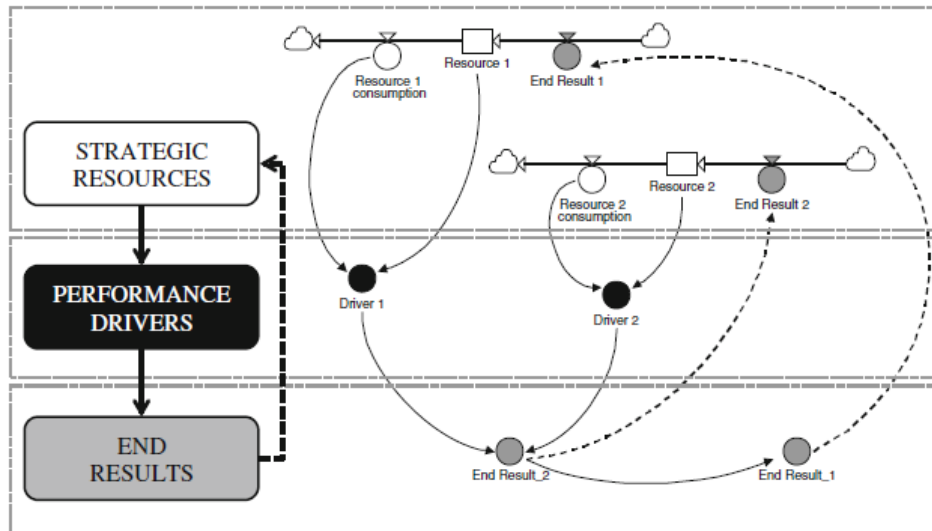 Resource 1
consumption
Resource 1
End Result 1
STRATEGIC
RESOURCES
Resource 2
consumption
Resource 2
End Result 2
PERFORMANCE
DRIVERS
Driver 1
Driver 2
END
RESULTS
End Result_2
End Result_1